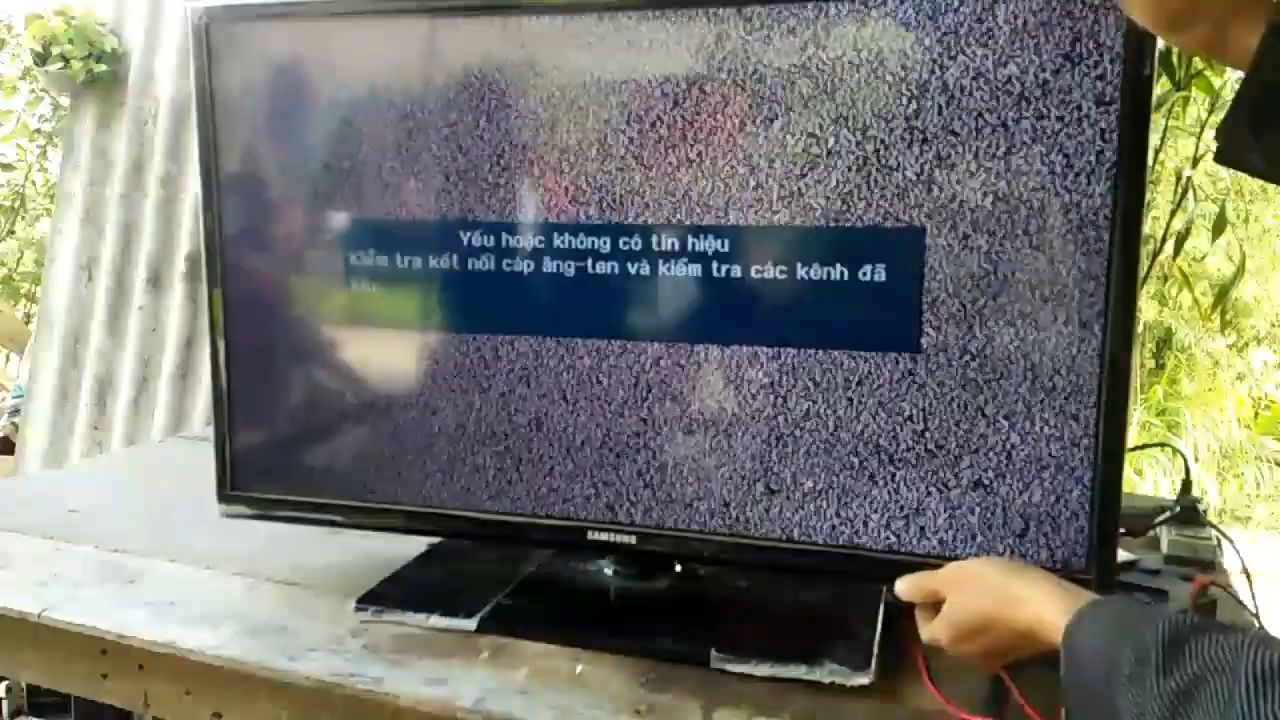 Yếu hoặc không có tín hiệu
Kiểm tra kết nối cáp ăng-ten và kiểm tra các kênh đã
SAMSUNG